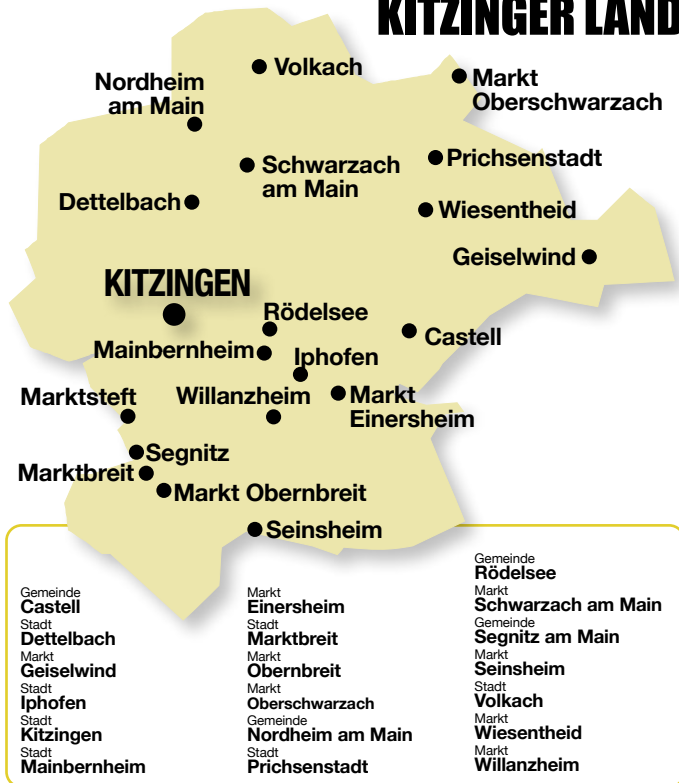 KITZINGER LAND
Volkach
Nordheim
am Main
Markt
Oberschwarzach
Schwarzach
am Main
Prichsenstadt
Dettelbach
Wiesentheid
Geiselwind
KITZINGEN
Rödelsee
Castell
Mainbernheim
Iphofen
Marktsteft
Willanzheim
Markt
Einersheim
Segnitz
Marktbreit
Markt Obernbreit
Seinsheim
Gemeinde
Castell
Stadt
Dettelbach
Markt
Geiselwind
Stadt
Iphofen
Stadt
Kitzingen
Stadt
Mainbernheim
Markt
Einersheim
Stadt
Marktbreit
Markt
Obernbreit
Markt
Oberschwarzach
Gemeinde
Nordheim am Main
Stadt
Prichsenstadt
Gemeinde
Rödelsee
Markt
Schwarzach am Main
Gemeinde
Segnitz am Main
Markt
Seinsheim
Stadt
Volkach
Markt
Wiesentheid
Markt
Willanzheim